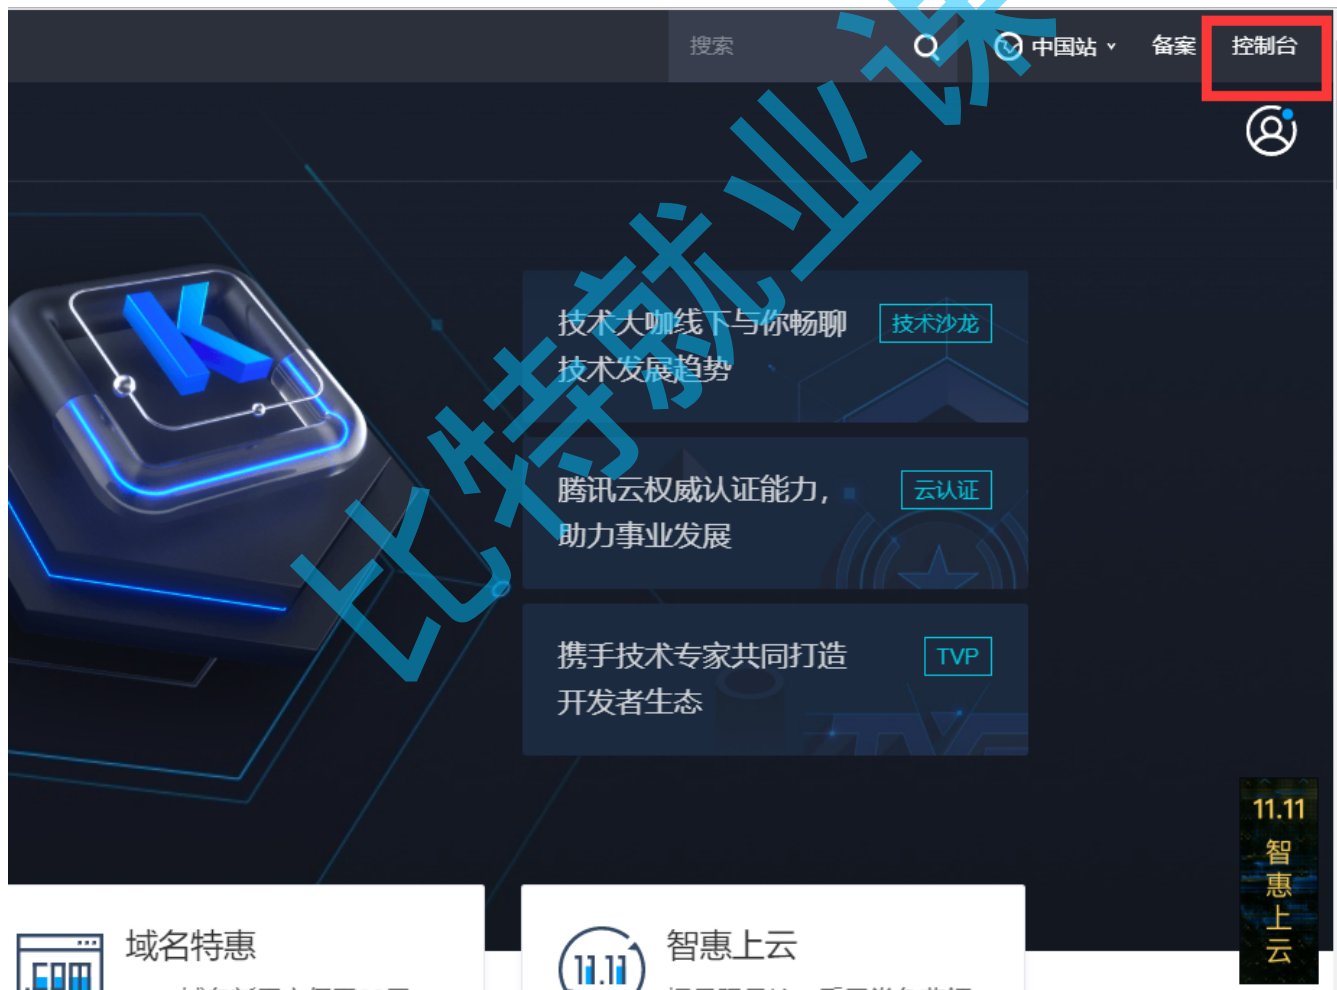 搜索
中国站
备案
控制台
技术大咖线下与你畅聊
技术发展趋势
技术沙龙
腾讯云权威认证能力，
助力事业发展
云认证
携手技术专家共同打造
开发者生态
TVP
比特就业课
11.11
智
惠
上
云
域名特惠
.COM
智惠上云
11.11